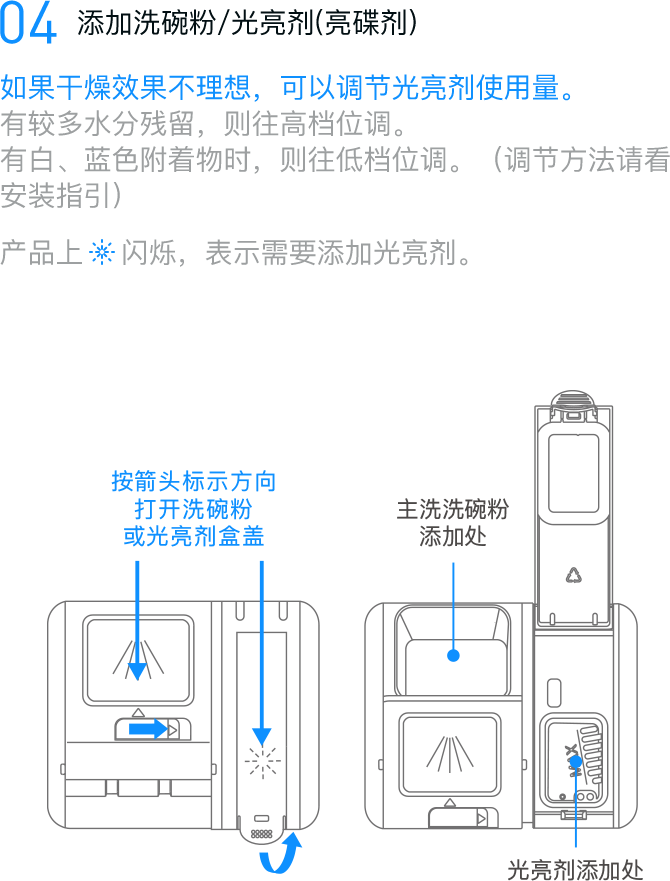 04 添加洗碗粉/光亮剂(亮碟剂)
如果干燥效果不理想，可以调节光亮剂使用量。
有较多水分残留，则往高档位调。
有白、蓝色附着物时，则往低档位调。（调节方法请看
安装指引）
产品上 闪烁，表示需要添加光亮剂。
按箭头标示方向
打开洗碗粉
或光亮剂盒盖
主洗洗碗粉
添加处
MAX
光亮剂添加处